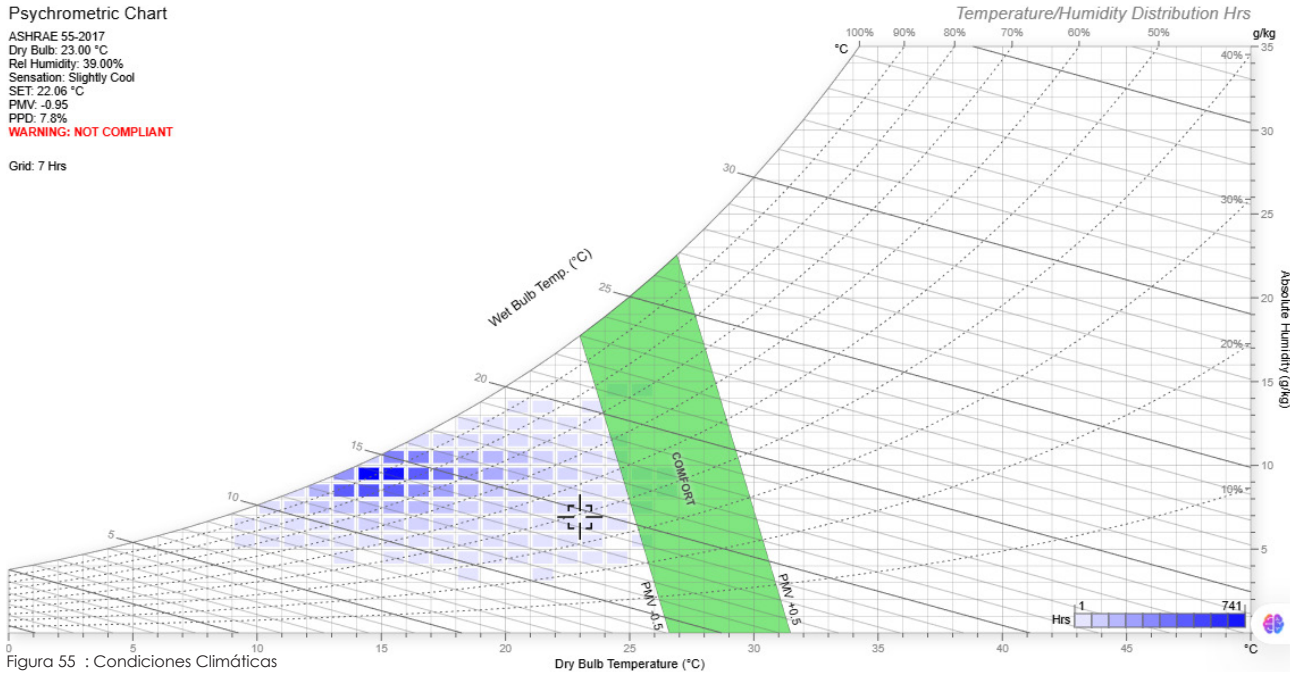 Psychrometric Chart
Temperature/Humidity Distribution Hrs
ASHRAE 55-2017
Dry Bulb: 23.00 °C
Rel Humidity: 39.00%
Sensation: Slightly Cool
SET: 22.06 °C
PMV: -0.95
PPD: 7.8%
WARNING: NOT COMPLIANT
Grid: 7 Hrs
100% 90% 80% 70% 60% 50%
g/kg
°C
40%
35
30
30
30%
25
Wet Bulb Temp. (°C)
25
20
Absolute Humidity (g/kg)
20%
20
15
15
COMFORT
10
10
10%
5
5
PMV -0.5
PMV +0.5
1 741
Hrs
0 5 10 15 20 25 30 35 40 45 °C
Figura 55 : Condiciones Climáticas
Dry Bulb Temperature (°C)